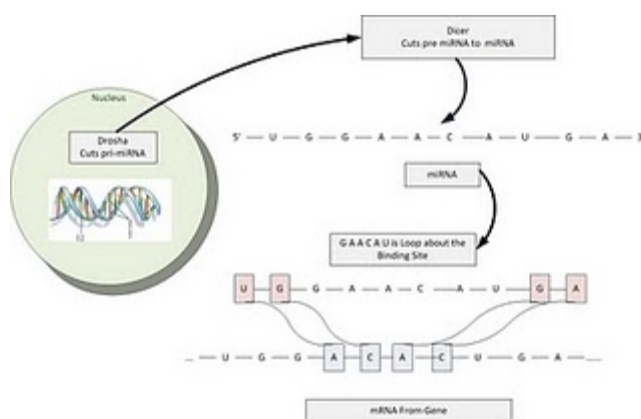 Dicer
Cuts pre miRNA to miRNA
Nucleus
Drosha
Cuts pri-miRNA
5' — U — G — G — A — A — C — A — U — G — A — 3
miRNA
G A A C A U is Loop about the
Binding Site
U G — G — A — A — C — A — U — G A
... — U — G — G — A C A C — U — G — A — .....
mRNA From Gene